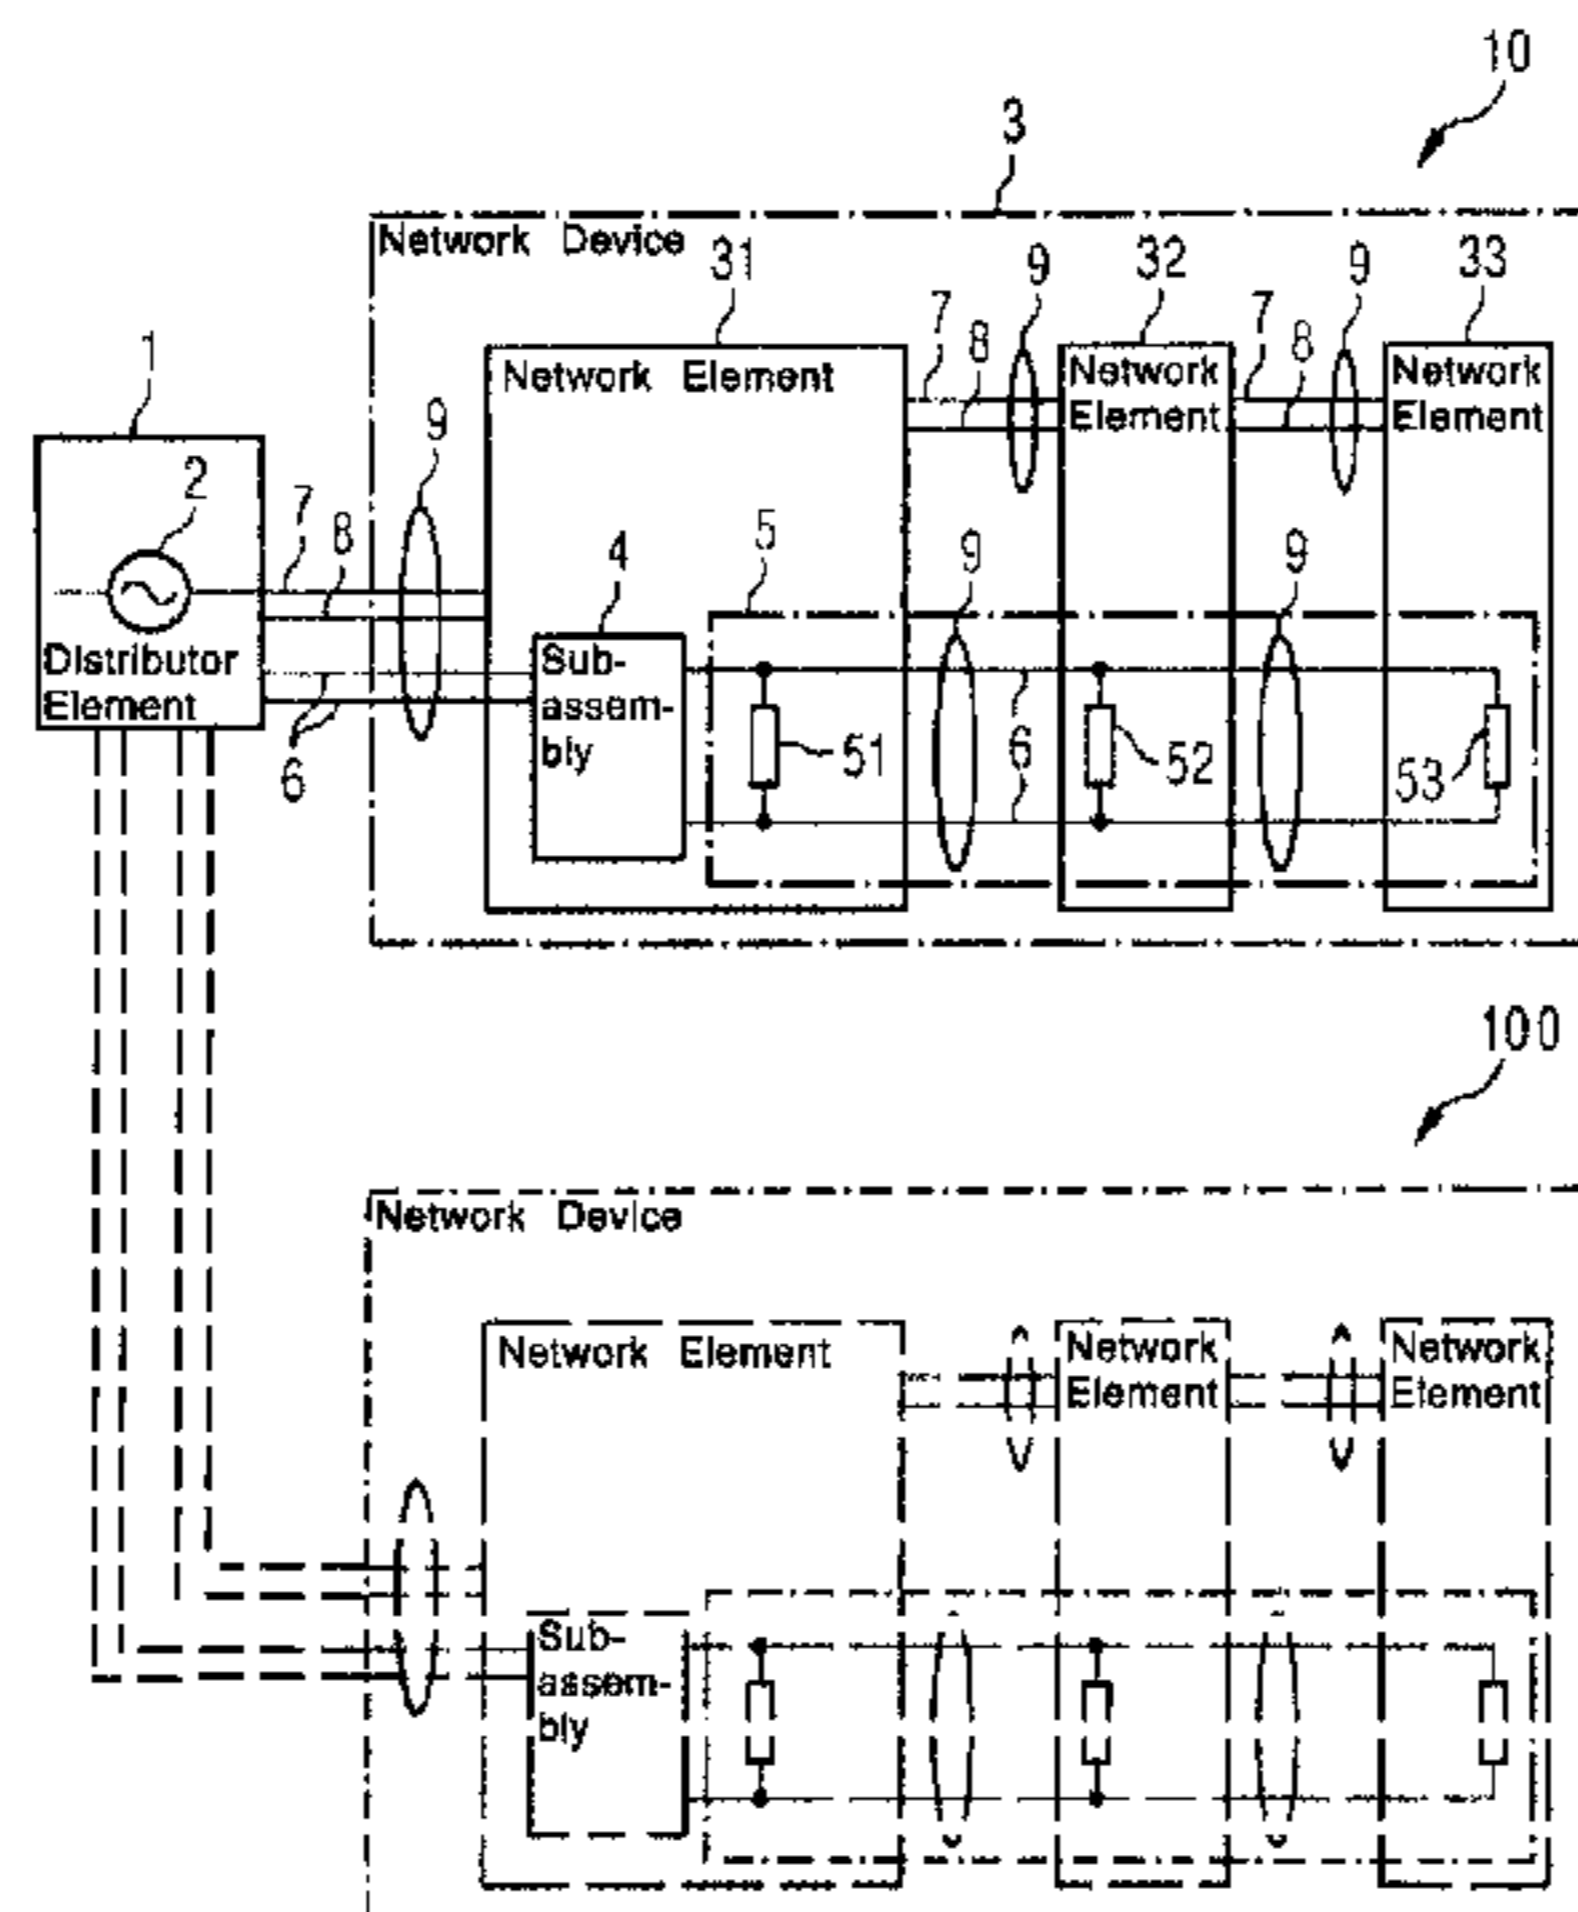 10
3
Network Device
31
9
32
9
33
7
8
7
8
1
Network Element
Network
Element
Network
Element
9
2
7
8
4
5
9
9
Distributor
Element
Sub-
assem-
bly
6
51
6
6
52
53
100
Network Device
Network Element
Network
Element
Network
Element
Sub-
assem-
bly